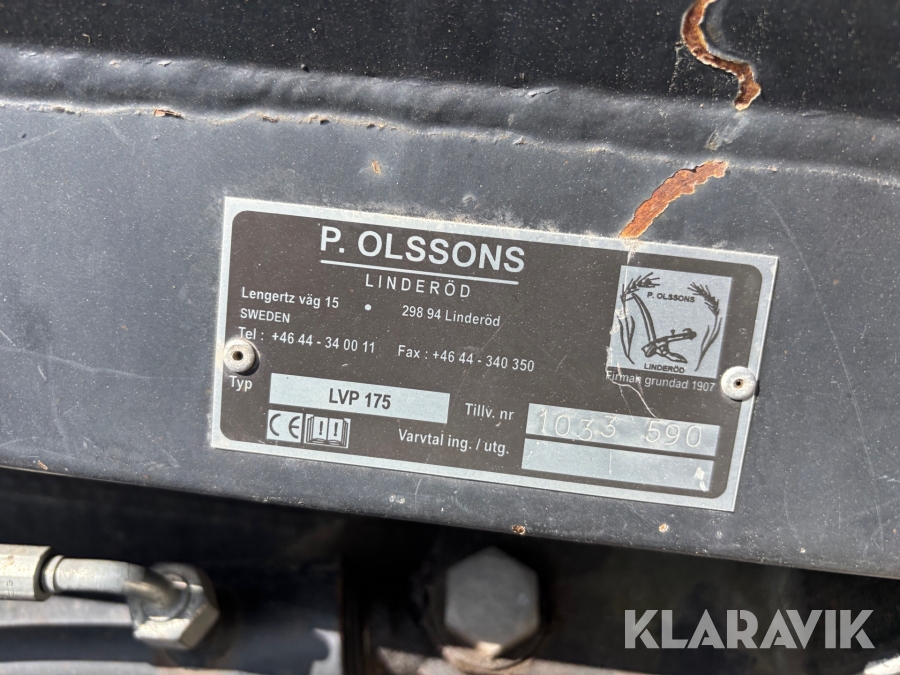 P. OLSSONS
LINDERÖD
Lengertz väg 15 • 298 94 Linderöd
SWEDEN
Tel : +46 44 - 34 00 11 Fax : +46 44 - 340 350
P. OLSSONS
LINDERÖD
Firman grundad 1907
Typ LVP 175 Tillv. nr 1033 590
CE Varvtal ing. / utg.
KLARAVIK